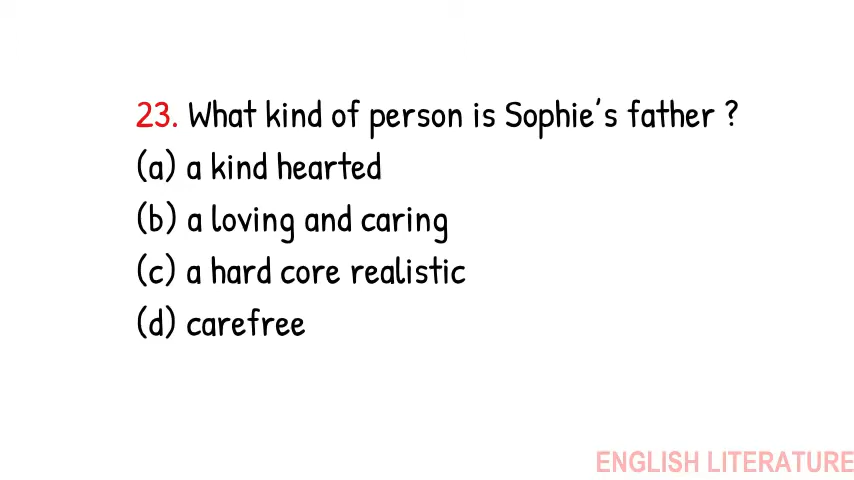 23. What kind of person is Sophie's father ?
(a) a kind hearted
(b) a loving and caring
(c) a hard core realistic
(d) carefree
ENGLISH LITERATURE